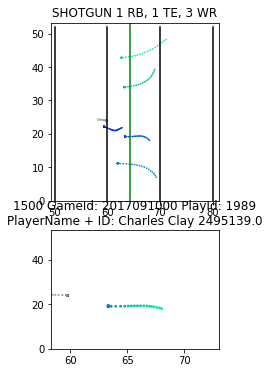 SHOTGUN 1 RB, 1 TE, 3 WR
50
40
30
20
10
0
50 60 70 80
1500 GameId: 2017091000 PlayId: 1989
PlayerName + ID: Charles Clay 2495139.0
40
20
0
60 65 70